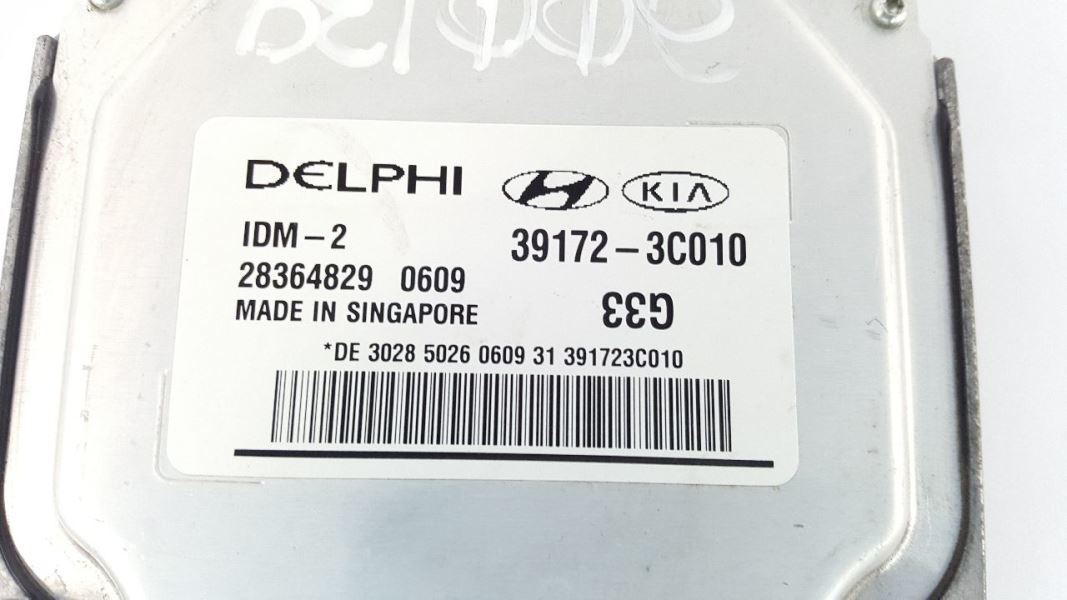 DELPHI
KIA
IDM-2
39172-3C010
28364829 0609
MADE IN SINGAPORE
G33
*DE 3028 5026 0609 31 391723C010